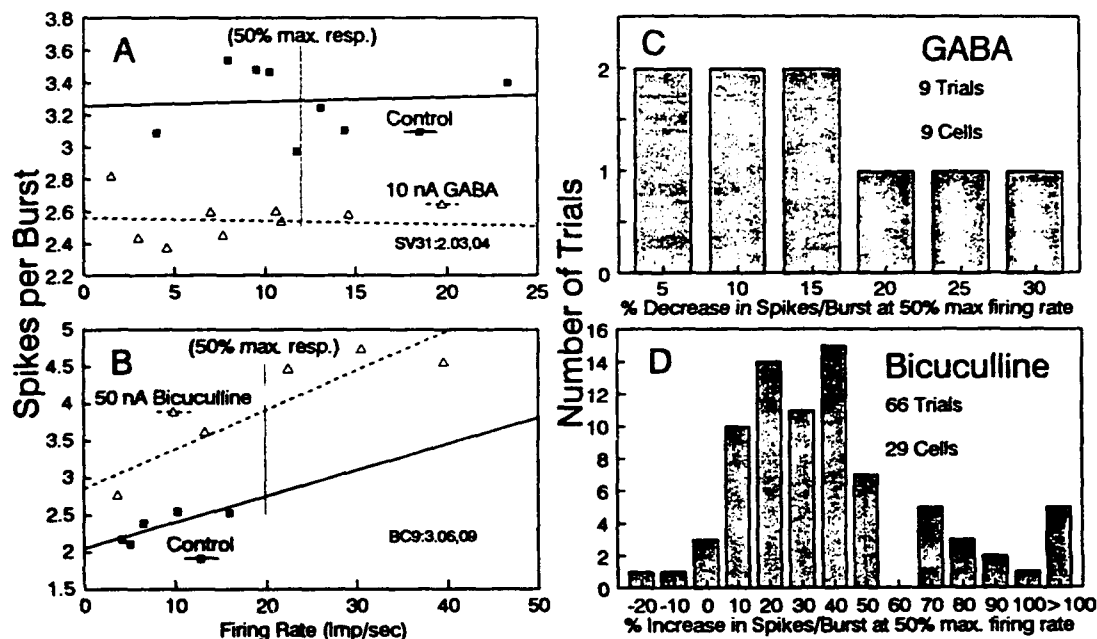 Spikes per Burst
A
(50% max. resp.)
3.8
3.6
3.4
3.2
3
2.8
2.6
2.4
2.2
Control
10 nA GABA
SV31:2.03,04
0 5 10 15 20 25
B
(50% max. resp.)
5
4.5
4
3.5
3
2.5
2
1.5
50 nA Bicuculline
Control
BC9:3.06,09
0 10 20 30 40 50
Firing Rate (Imp/sec)
Number of Trials
C
GABA
9 Trials
9 Cells
2
1
0
5 10 15 20 25 30
% Decrease in Spikes/Burst at 50% max firing rate
D
Bicuculline
66 Trials
29 Cells
16
14
12
10
8
6
4
2
0
-20 -10 0 10 20 30 40 50 60 70 80 90 100 >100
% Increase in Spikes/Burst at 50% max. firing rate